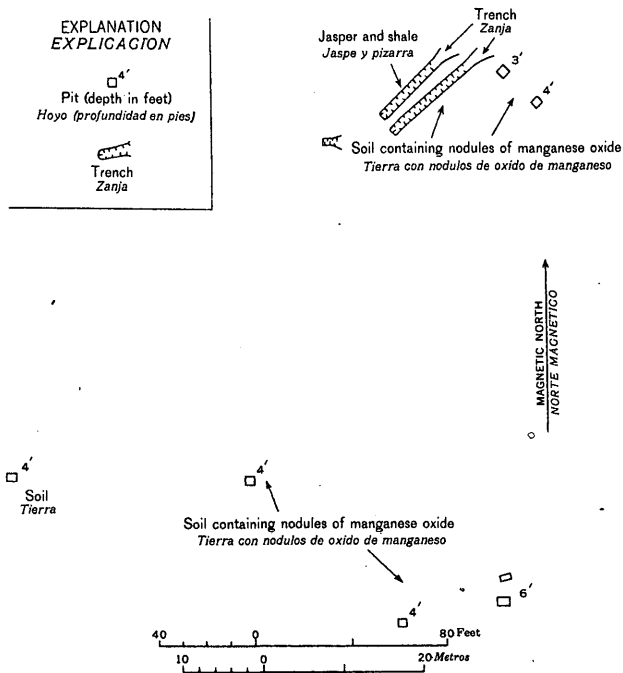 EXPLANATION
EXPLICACION
4′
Pit (depth in feet)
Hoyo (profundidad en pies)
Trench
Zanja
Trench
Zanja
Jasper and shale
Jaspe y pizarra
3′
4′
Soil containing nodules of manganese oxide
Tierra con nodulos de oxido de manganeso
MAGNETIC NORTH
NORTE MAGNETICO
4′
Soil
Tierra
4′
Soil containing nodules of manganese oxide
Tierra con nodulos de oxido de manganeso
6′
4′
40 0 80 Feet
10 0 20 Metros